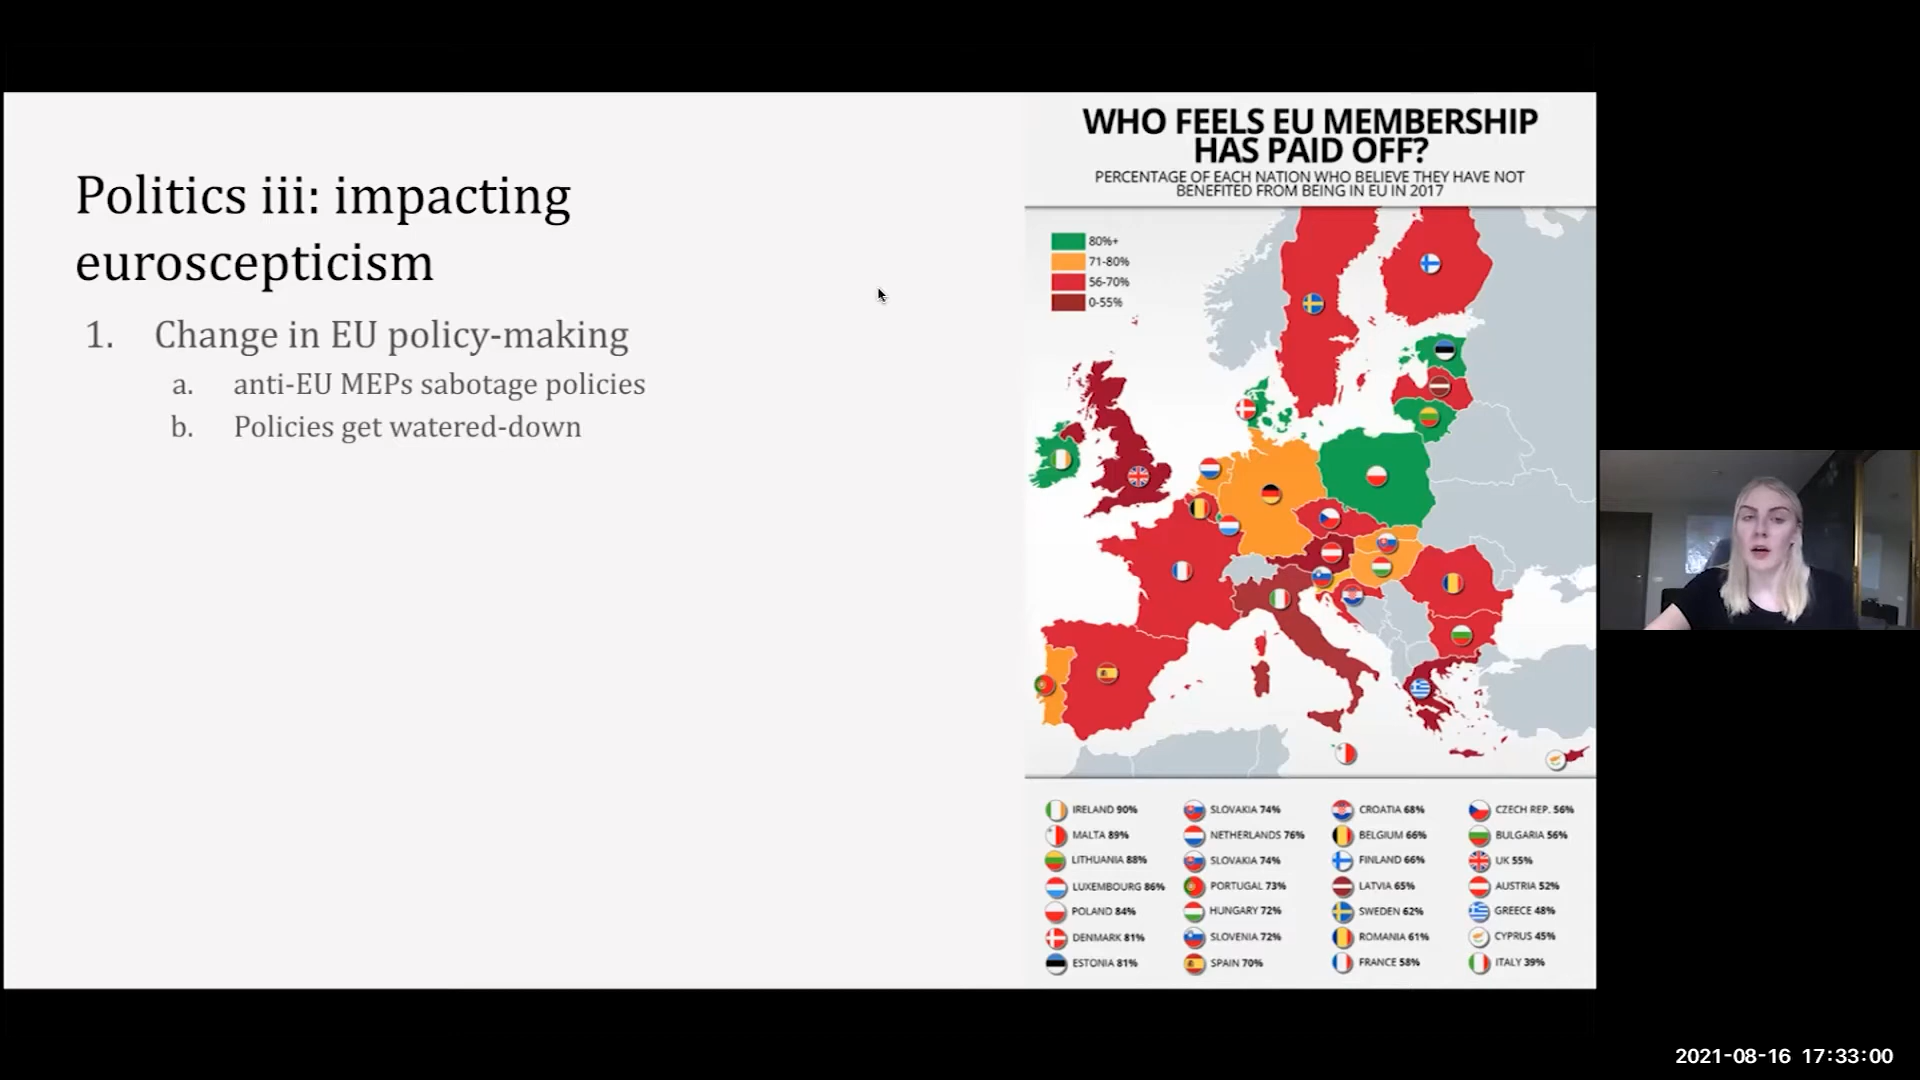 Politics iii: impacting
euroscepticism
1. Change in EU policy-making
a. anti-EU MEPs sabotage policies
b. Policies get watered-down
WHO FEELS EU MEMBERSHIP
HAS PAID OFF?
PERCENTAGE OF EACH NATION WHO BELIEVE THEY HAVE NOT
BENEFITED FROM BEING IN EU IN 2017
80%+
71-80%
56-70%
0-55%
IRELAND 90%
MALTA 89%
LITHUANIA 88%
LUXEMBOURG 86%
POLAND 84%
DENMARK 81%
ESTONIA 81%
SLOVAKIA 74%
NETHERLANDS 76%
SLOVAKIA 74%
PORTUGAL 73%
HUNGARY 72%
SLOVENIA 72%
SPAIN 70%
CROATIA 68%
BELGIUM 66%
FINLAND 66%
LATVIA 65%
SWEDEN 62%
ROMANIA 61%
FRANCE 58%
CZECH REP. 56%
BULGARIA 56%
UK 55%
AUSTRIA 52%
GREECE 48%
CYPRUS 45%
ITALY 39%
2021-08-16 17:33:00